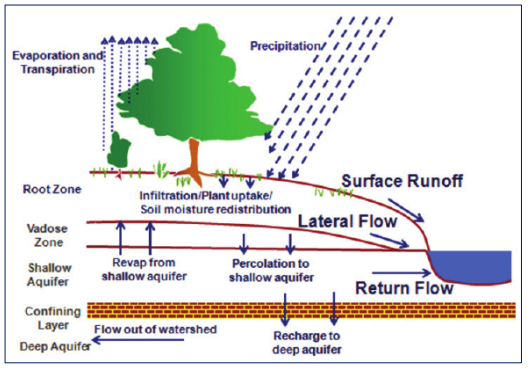 Evaporation and
Transpiration
Precipitation
Root Zone
Infiltration/Plant uptake/
Soil moisture redistribution
Surface Runoff
Lateral Flow
Vadose
Zone
Revap from
shallow aquifer
Percolation to
shallow aquifer
Shallow
Aquifer
Return Flow
Confining
Layer
Flow out of watershed
Deep Aquifer
Recharge to
deep aquifer